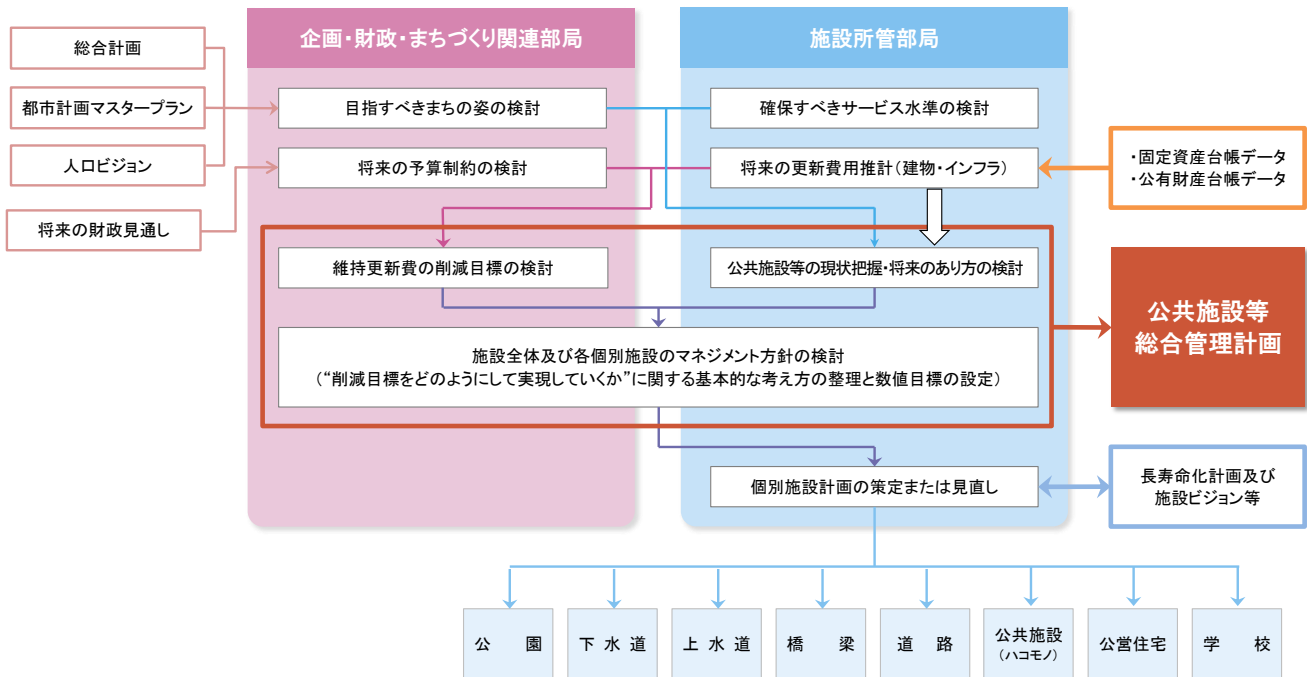 企画・財政・まちづくり関連部局
施設所管部局
総合計画
都市計画マスタープラン
人口ビジョン
将来の財政見通し
目指すべきまちの姿の検討
確保すべきサービス水準の検討
将来の予算制約の検討
将来の更新費用推計(建物・インフラ)
・固定資産台帳データ
・公有財産台帳データ
維持更新費の削減目標の検討
公共施設等の現状把握・将来のあり方の検討
公共施設等
総合管理計画
施設全体及び各個別施設のマネジメント方針の検討
(“削減目標をどのようにして実現していくか”に関する基本的な考え方の整理と数値目標の設定)
個別施設計画の策定または見直し
長寿命化計画及び
施設ビジョン等
公　園
下 水 道
上 水 道
橋　梁
道　路
公共施設
(ハコモノ)
公営住宅
学　校